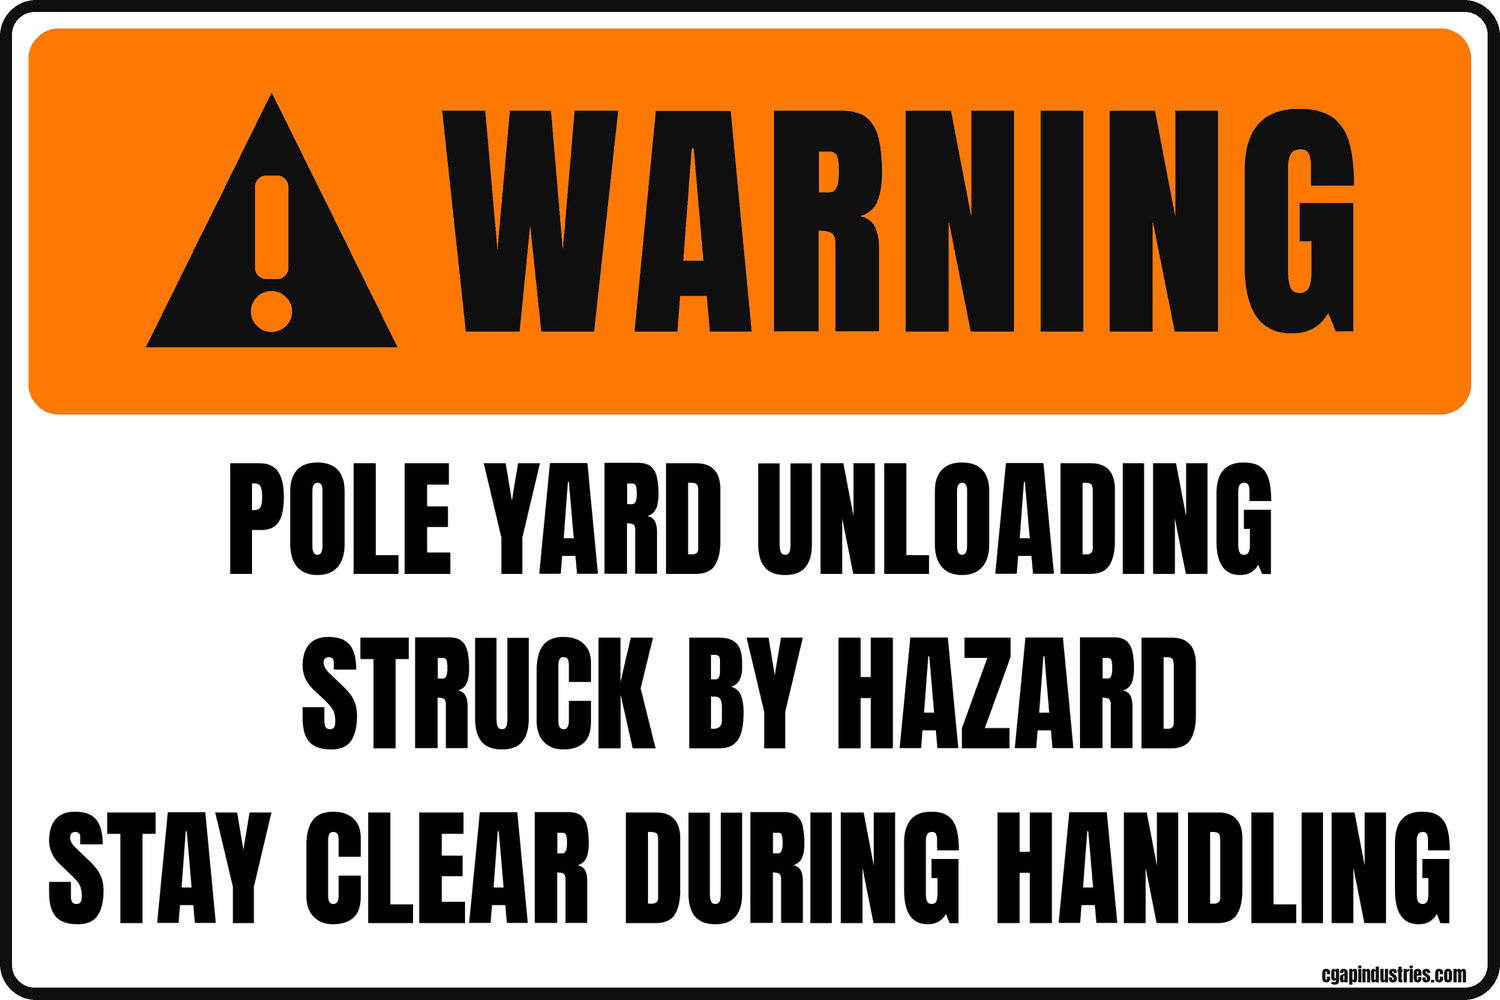 WARNING
POLE YARD UNLOADING
STRUCK BY HAZARD
STAY CLEAR DURING HANDLING
cgapindustries.com